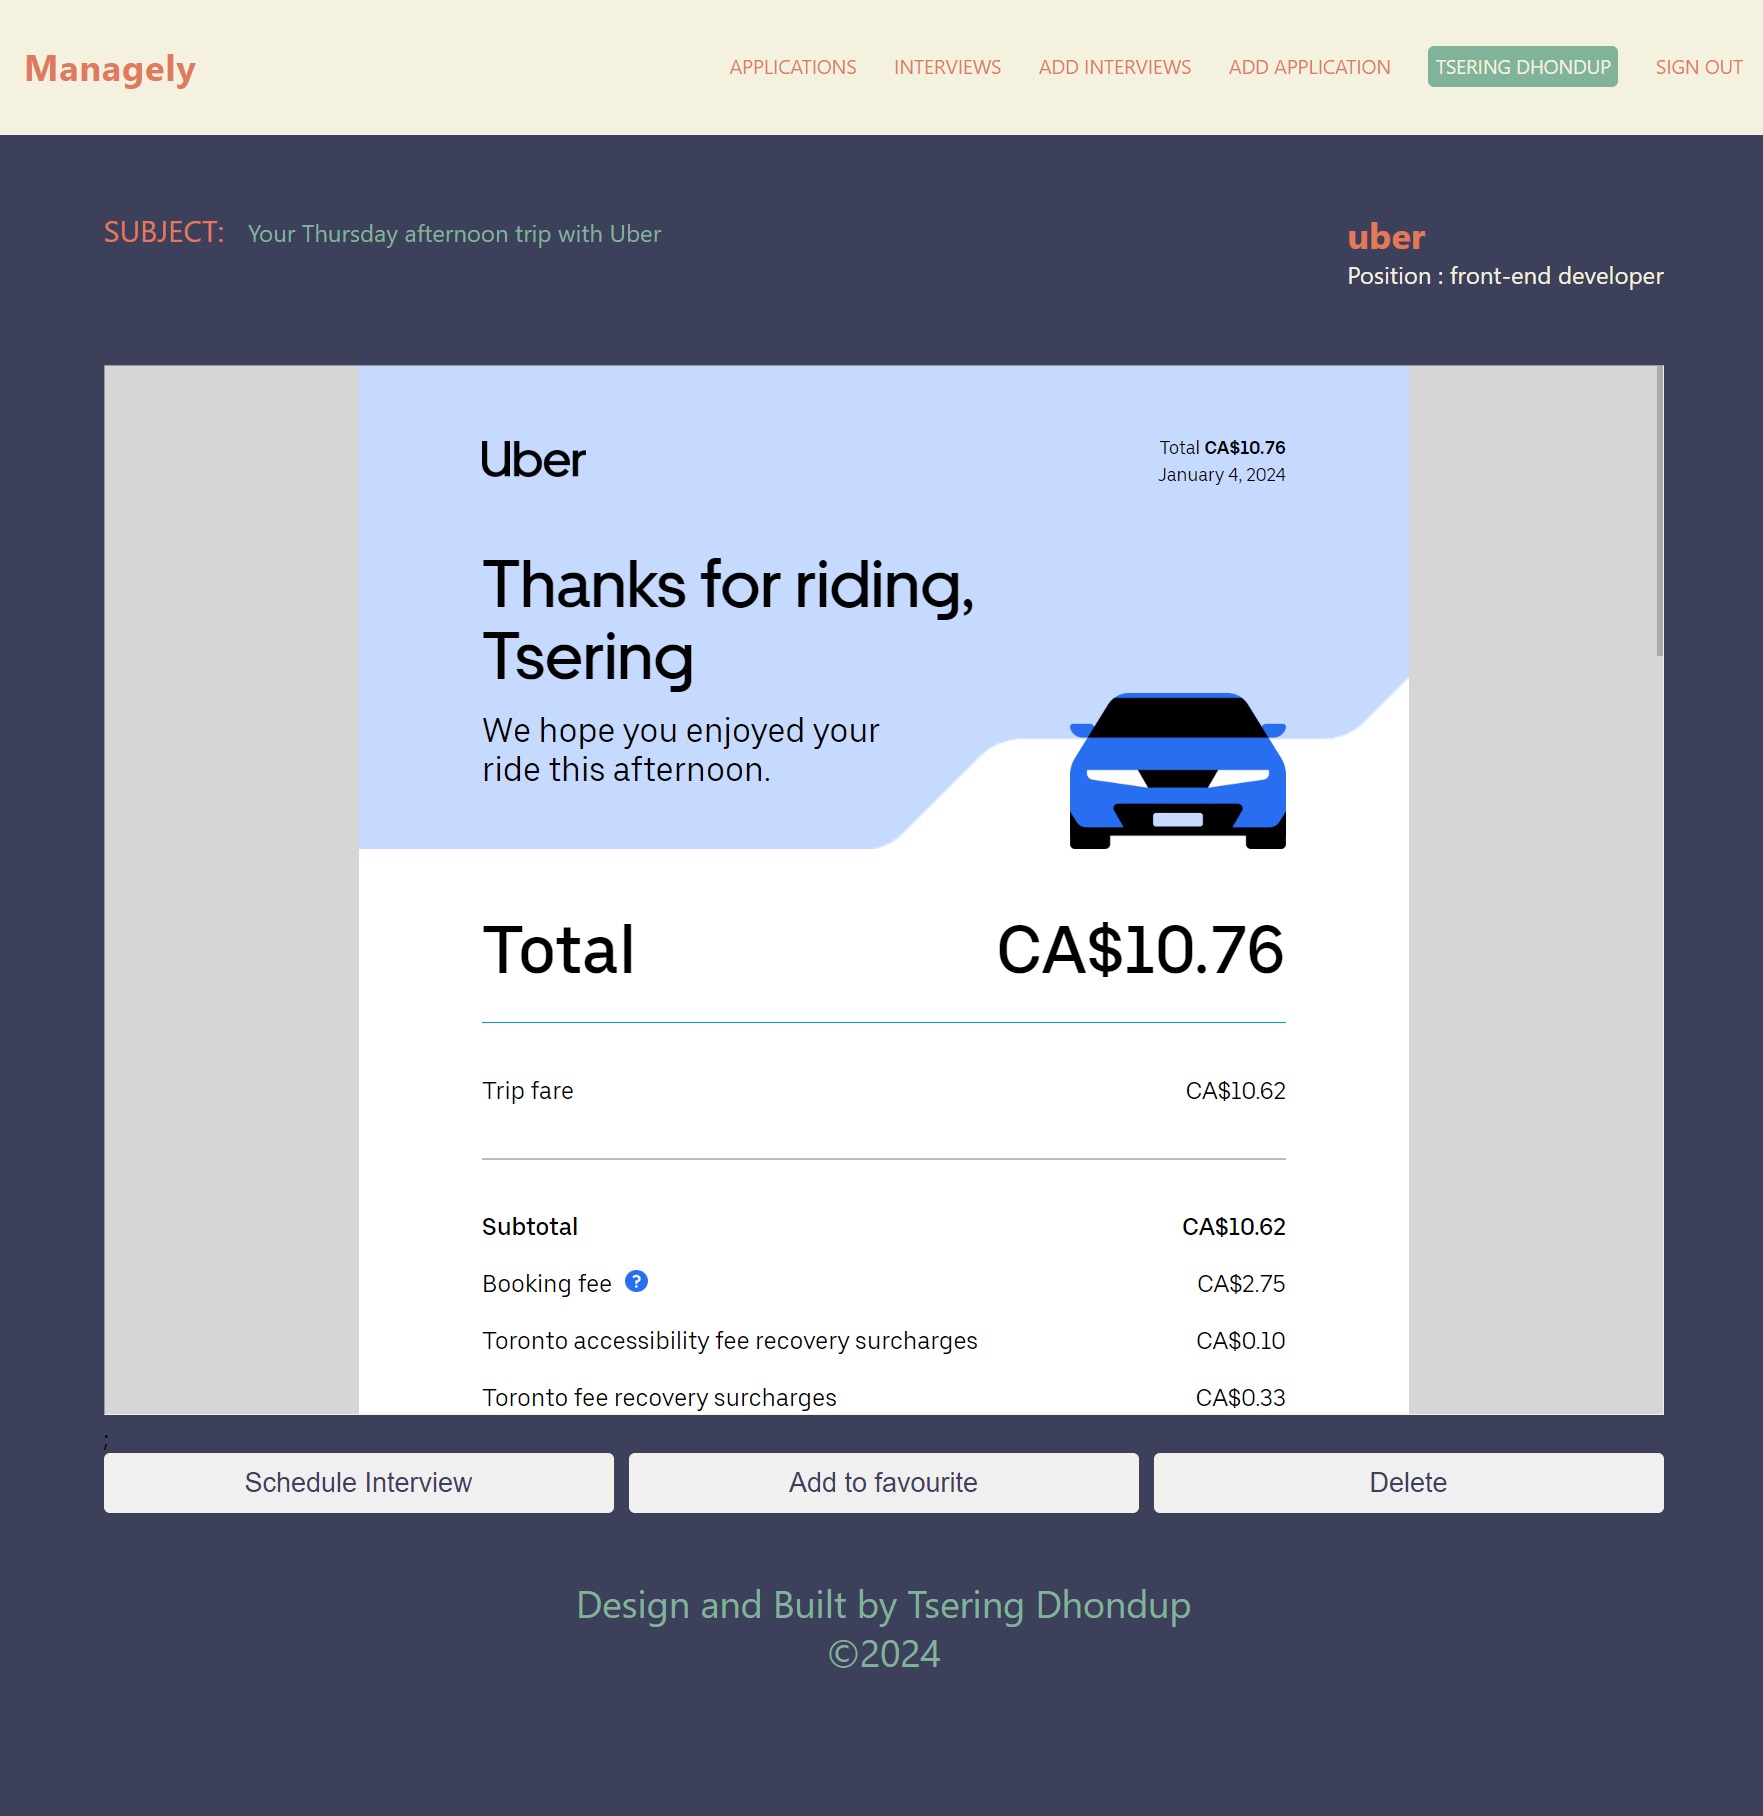 Managely
APPLICATIONS INTERVIEWS ADD INTERVIEWS ADD APPLICATION TSERING DHONDUP SIGN OUT
SUBJECT: Your Thursday afternoon trip with Uber
uber
Position : front-end developer
Uber
Total CA$10.76
January 4, 2024
Thanks for riding,
Tsering
We hope you enjoyed your
ride this afternoon.
Total CA$10.76
Trip fare CA$10.62
Subtotal CA$10.62
Booking fee ? CA$2.75
Toronto accessibility fee recovery surcharges CA$0.10
Toronto fee recovery surcharges CA$0.33
;
Schedule Interview Add to favourite Delete
Design and Built by Tsering Dhondup
©2024